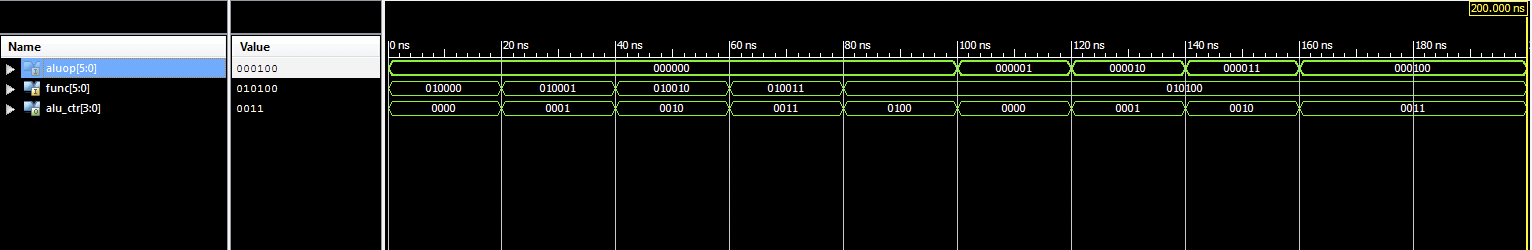 200.000 ns
Name Value 0 ns 20 ns 40 ns 60 ns 80 ns 100 ns 120 ns 140 ns 160 ns 180 ns
aluop[5:0] 000100 000000 000001 000010 000011 000100
func[5:0] 010100 010000 010001 010010 010011 010100
alu_ctr[3:0] 0011 0000 0001 0010 0011 0100 0000 0001 0010 0011